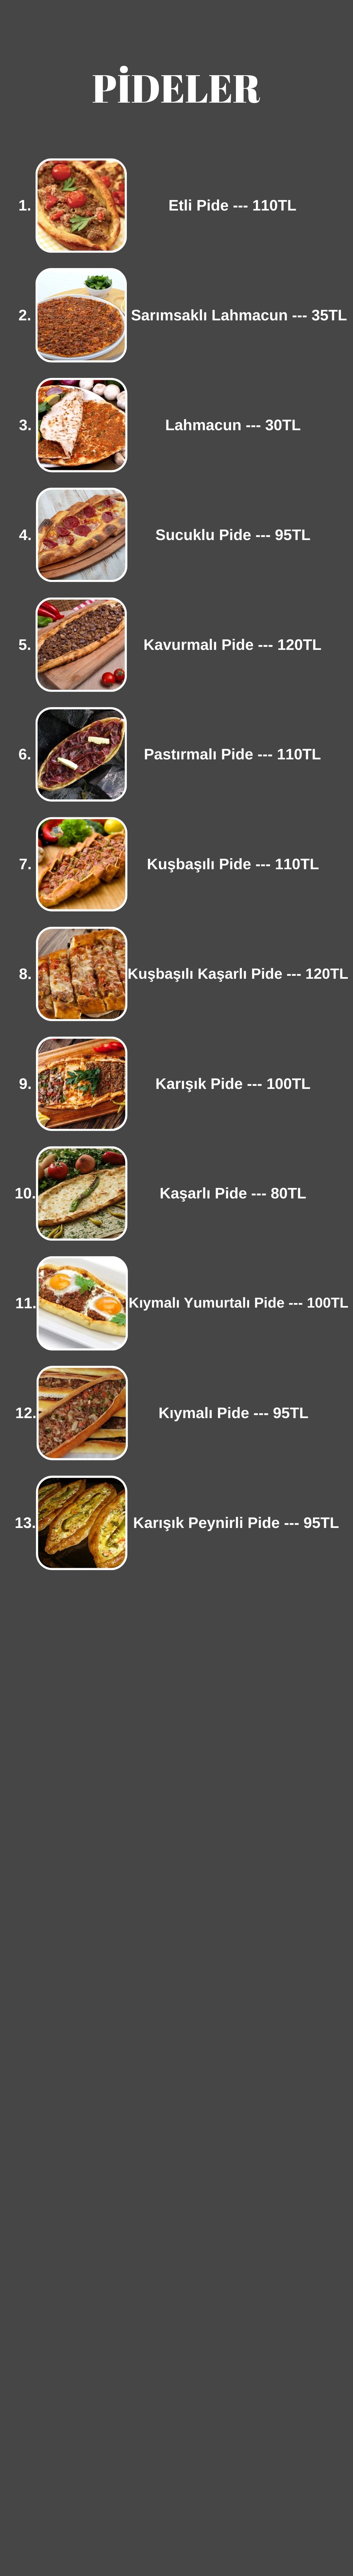 PİDELER
1. Etli Pide --- 110TL
2. Sarımsaklı Lahmacun --- 35TL
3. Lahmacun --- 30TL
4. Sucuklu Pide --- 95TL
5. Kavurmalı Pide --- 120TL
6. Pastırmalı Pide --- 110TL
7. Kuşbaşılı Pide --- 110TL
8. Kuşbaşılı Kaşarlı Pide --- 120TL
9. Karışık Pide --- 100TL
10. Kaşarlı Pide --- 80TL
11. Kıymalı Yumurtalı Pide --- 100TL
12. Kıymalı Pide --- 95TL
13. Karışık Peynirli Pide --- 95TL